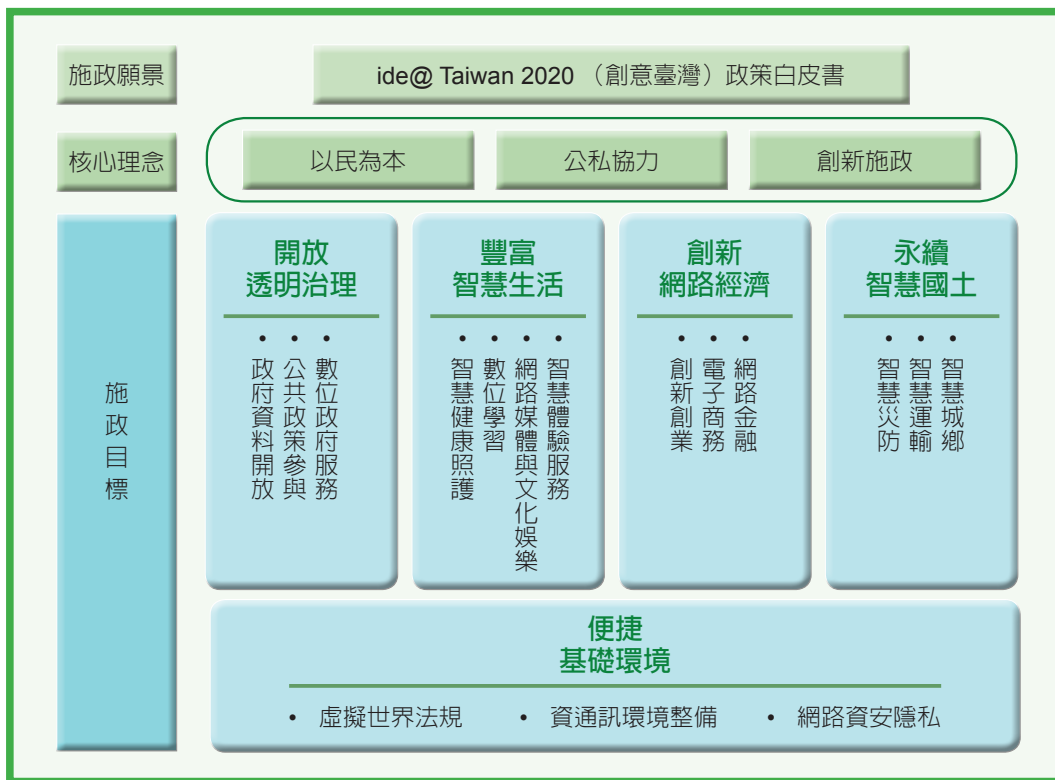 施政願景
ide@ Taiwan 2020 （創意臺灣）政策白皮書
核心理念
以民為本
公私協力
創新施政
施政目標
開放
透明治理
• 政府資料開放
• 公共政策參與
• 數位政府服務
豐富
智慧生活
• 智慧健康照護
• 數位學習
• 網路媒體與文化娛樂
• 智慧體驗服務
創新
網路經濟
• 創新創業
• 電子商務
• 網路金融
永續
智慧國土
• 智慧災防
• 智慧運輸
• 智慧城鄉
便捷
基礎環境
• 虛擬世界法規
• 資通訊環境整備
• 網路資安隱私